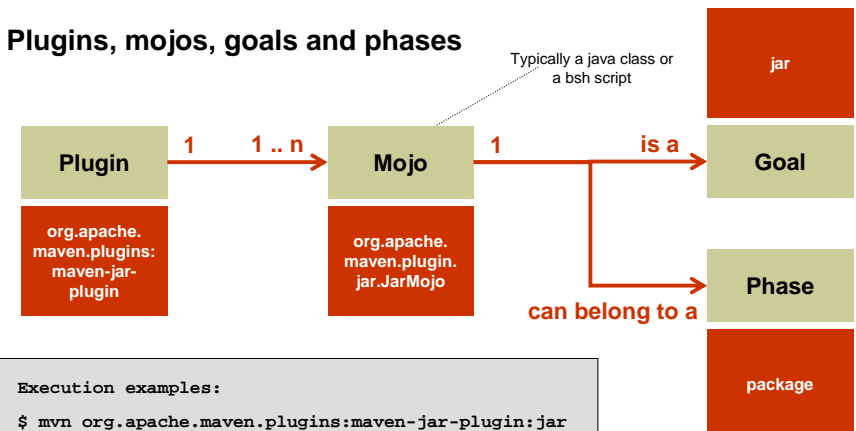 Plugins, mojos, goals and phases
Typically a java class or
a bsh script
jar
Plugin
1
1 .. n
Mojo
1
is a
Goal
org.apache.
maven.plugins:
maven-jar-
plugin
org.apache.
maven.plugin.
jar.JarMojo
Phase
can belong to a
package
Execution examples:
$ mvn org.apache.maven.plugins:maven-jar-plugin:jar